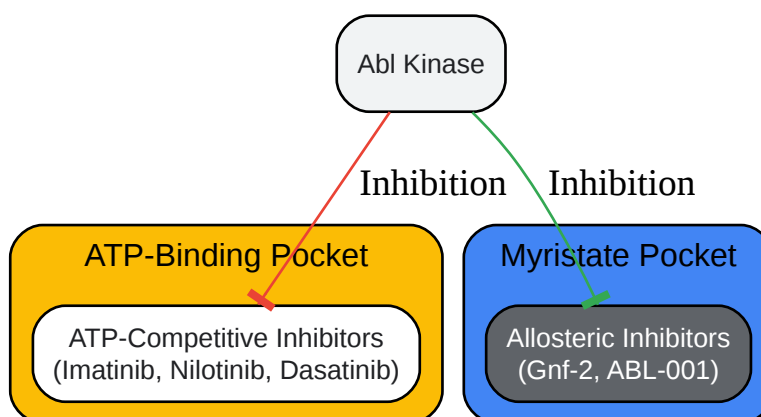 Abl Kinase
Inhibition
Inhibition
ATP-Binding Pocket
Myristate Pocket
ATP-Competitive Inhibitors
(Imatinib, Nilotinib, Dasatinib)
Allosteric Inhibitors
(Gnf-2, ABL-001)